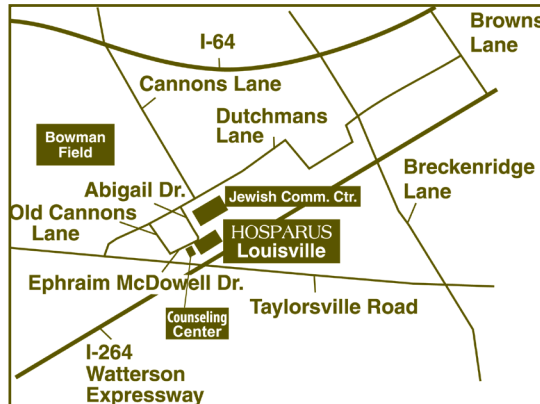 Browns
Lane
I-64
Cannons Lane
Dutchmans
Lane
Bowman
Field
Breckenridge
Lane
Abigail Dr.
Jewish Comm. Ctr.
Old Cannons
Lane
HOSPARUS
Louisville
Ephraim McDowell Dr.
Taylorsville Road
Counseling
Center
I-264
Watterson
Expressway